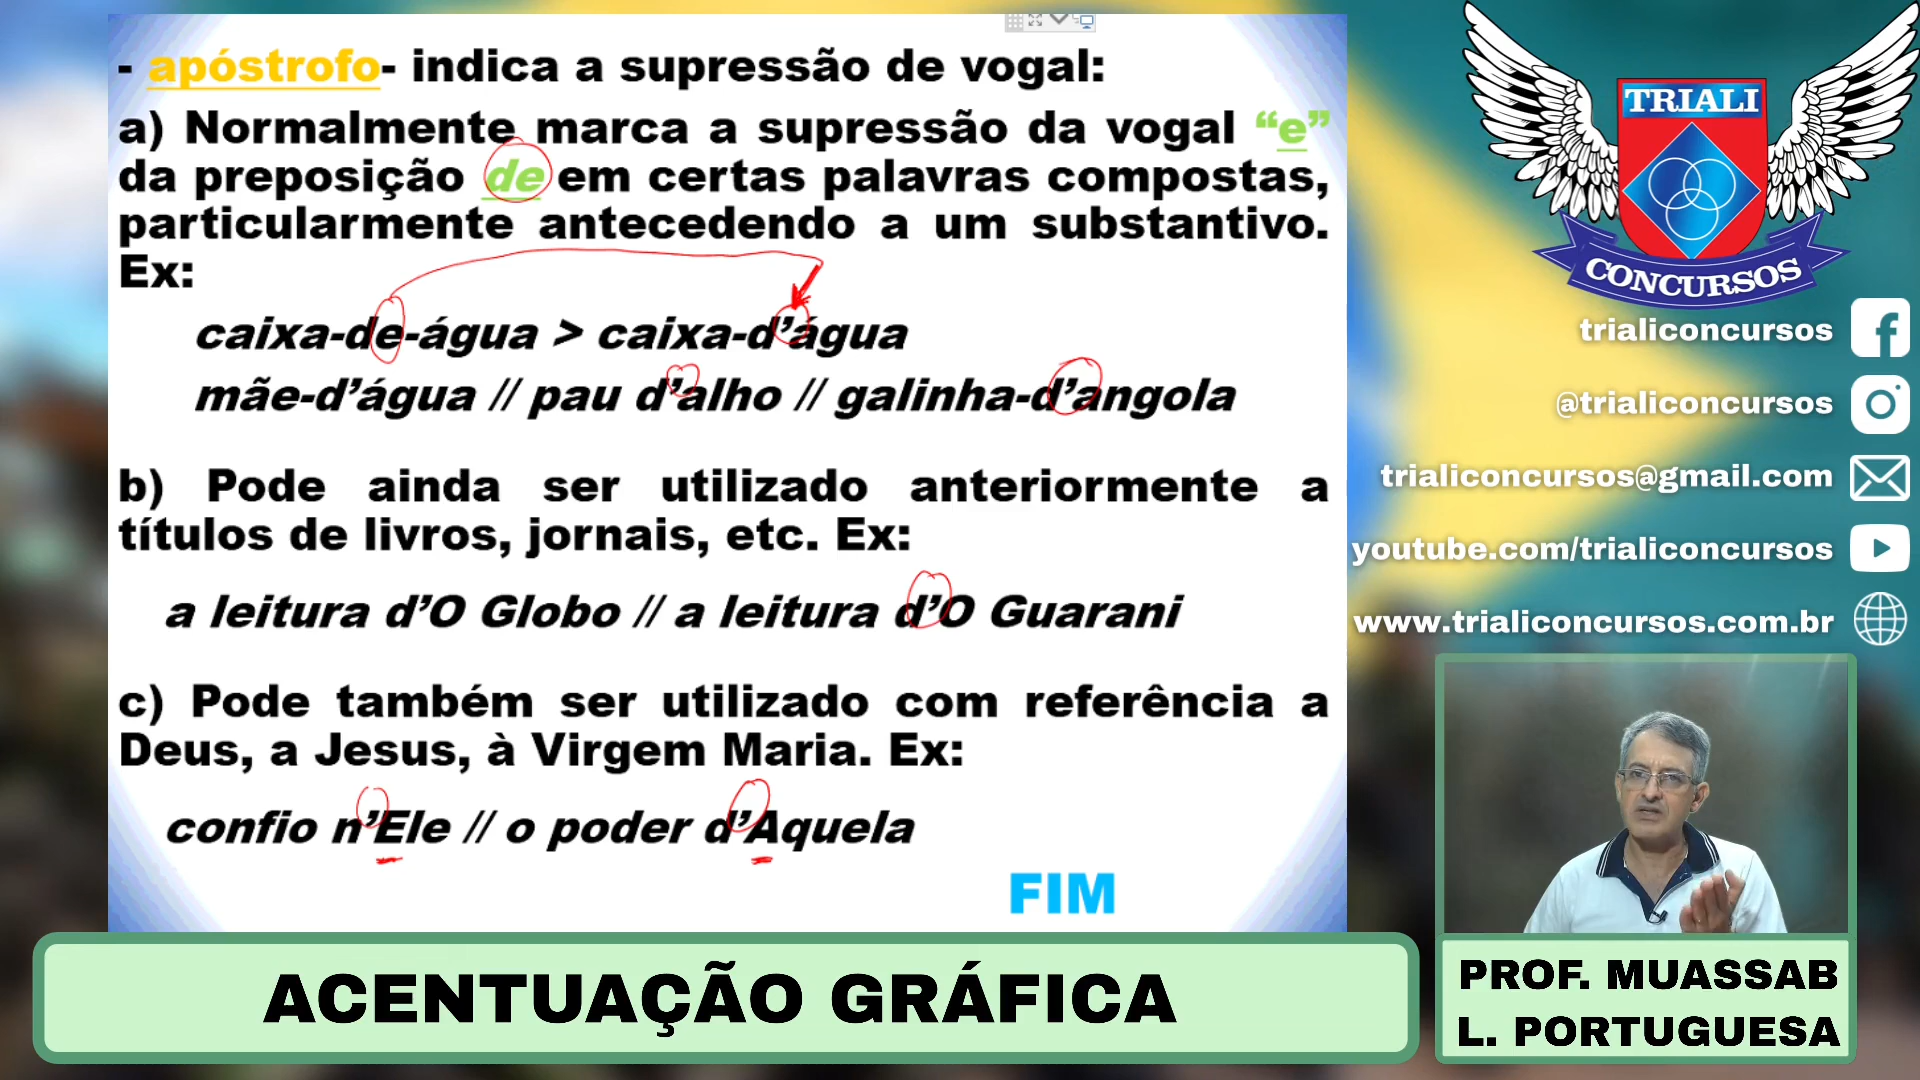 - apóstrofo- indica a supressão de vogal:
a) Normalmente marca a supressão da vogal “e”
da preposição de em certas palavras compostas,
particularmente antecedendo a um substantivo.
Ex:
caixa-de-água > caixa-d’água
mãe-d’água // pau d’alho // galinha-d’angola
b) Pode ainda ser utilizado anteriormente a
títulos de livros, jornais, etc. Ex:
a leitura d’O Globo // a leitura d’O Guarani
c) Pode também ser utilizado com referência a
Deus, a Jesus, à Virgem Maria. Ex:
confio n’Ele // o poder d’Aquela
FIM
ACENTUAÇÃO GRÁFICA
TRIALI
CONCURSOS
trialiconcursos
@trialiconcursos
trialiconcursos@gmail.com
youtube.com/trialiconcursos
www.trialiconcursos.com.br
PROF. MUASSAB
L. PORTUGUESA